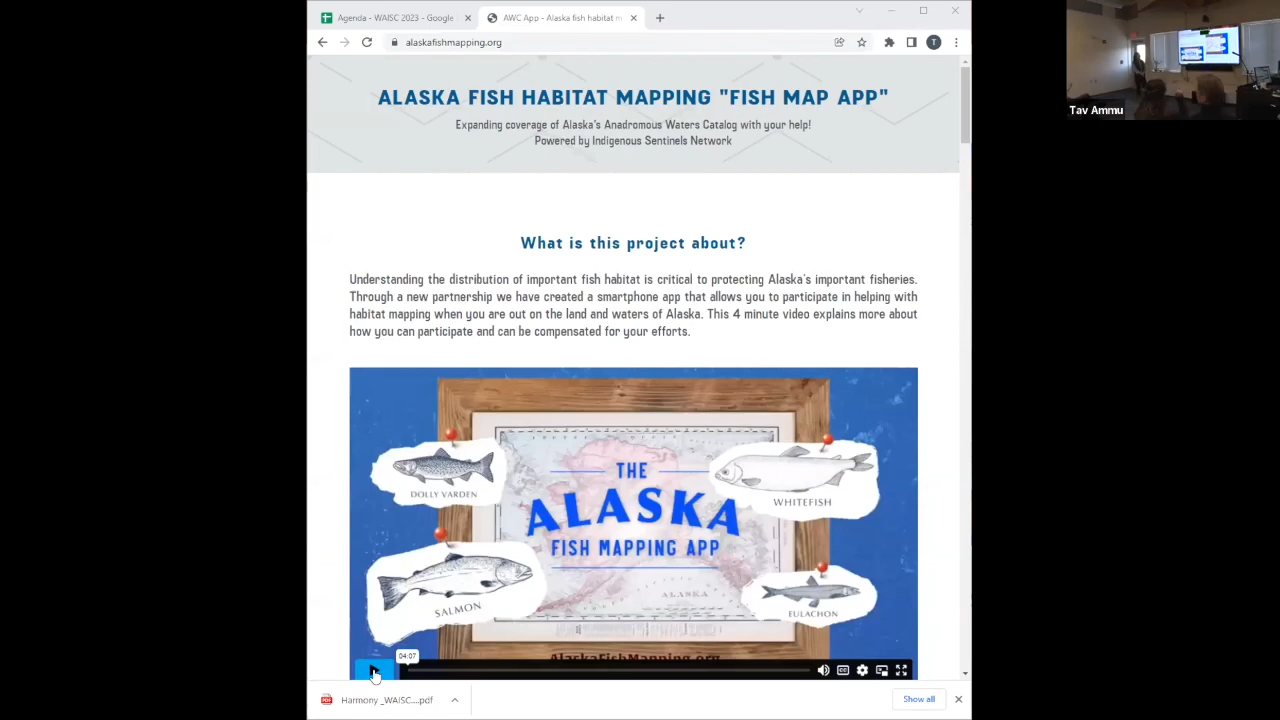 Agenda - WAISC 2023 - Google
AWC App - Alaska fish habitat m
alaskafishmapping.org
T
ALASKA FISH HABITAT MAPPING "FISH MAP APP"
Expanding coverage of Alaska's Anadromous Waters Catalog with your help!
Powered by Indigenous Sentinels Network
Tav Ammu
What is this project about?
Understanding the distribution of important fish habitat is critical to protecting Alaska's important fisheries.
Through a new partnership we have created a smartphone app that allows you to participate in helping with
habitat mapping when you are out on the land and waters of Alaska. This 4 minute video explains more about
how you can participate and can be compensated for your efforts.
THE
ALASKA
FISH MAPPING APP
DOLLY VARDEN
WHITEFISH
SALMON
EULACHON
ALASKA
AlaskaFishMapping.org
04:07
CC
PDF
Harmony _WAISC....pdf
Show all